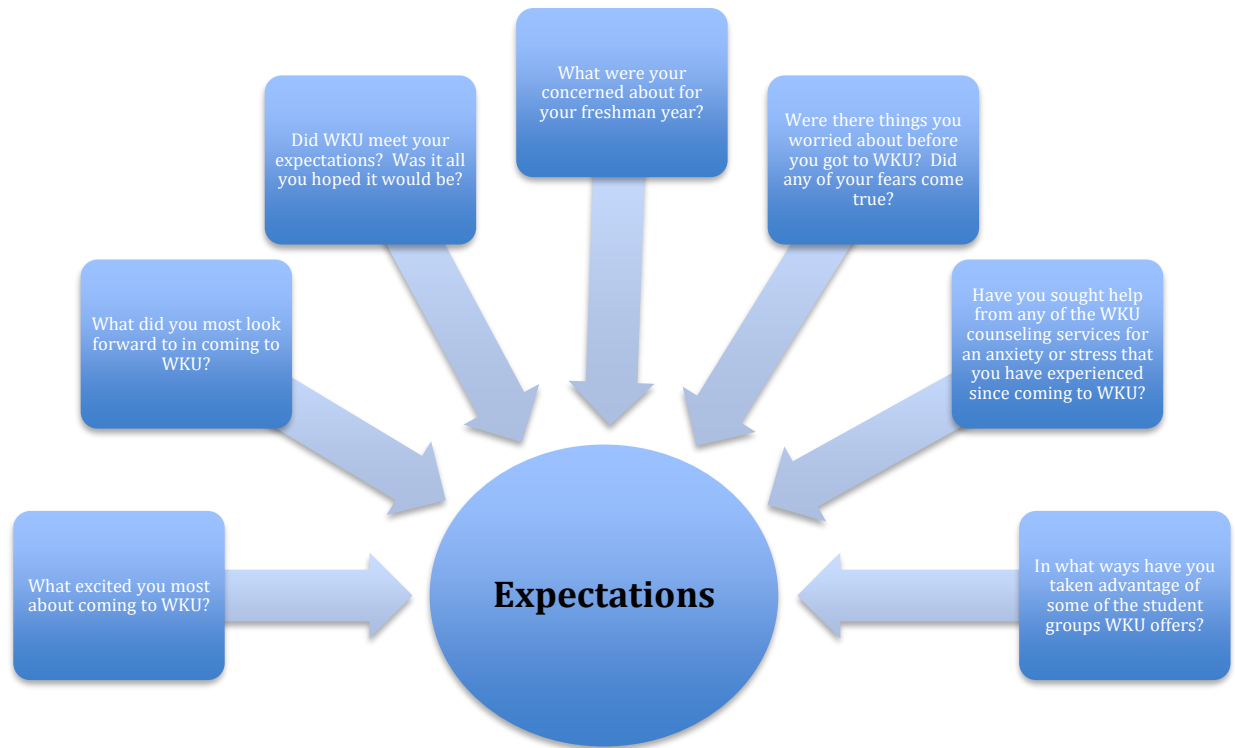 What were your
concerned about for
your freshman year?
Did WKU meet your
expectations?  Was it all
you hoped it would be?
Were there things you
worried about before
you got to WKU?  Did
any of your fears come
true?
What did you most look
forward to in coming to
WKU?
Have you sought help
from any of the WKU
counseling services for
an anxiety or stress that
you have experienced
since coming to WKU?
What excited you most
about coming to WKU?
Expectations
In what ways have you
taken advantage of
some of the student
groups WKU offers?